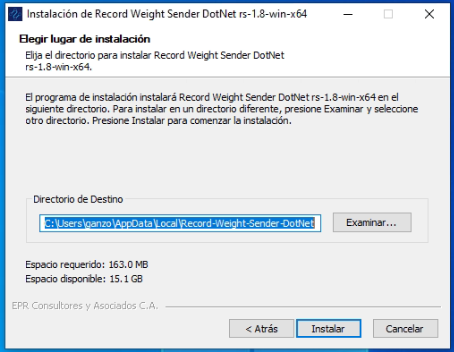 Instalación de Record Weight Sender DotNet rs-1.8-win-x64
Elegir lugar de instalación
Elija el directorio para instalar Record Weight Sender DotNet
rs-1.8-win-x64.
El programa de instalación instalará Record Weight Sender DotNet rs-1.8-win-x64 en el
siguiente directorio. Para instalar en un directorio diferente, presione Examinar y seleccione
otro directorio. Presione Instalar para comenzar la instalación.
Directorio de Destino
C:\Users\ganzo\AppData\Local\Record-Weight-Sender-DotNet
Examinar...
Espacio requerido: 163.0 MB
Espacio disponible: 15.1 GB
EPR Consultores y Asociados C.A.
< Atrás
Instalar
Cancelar